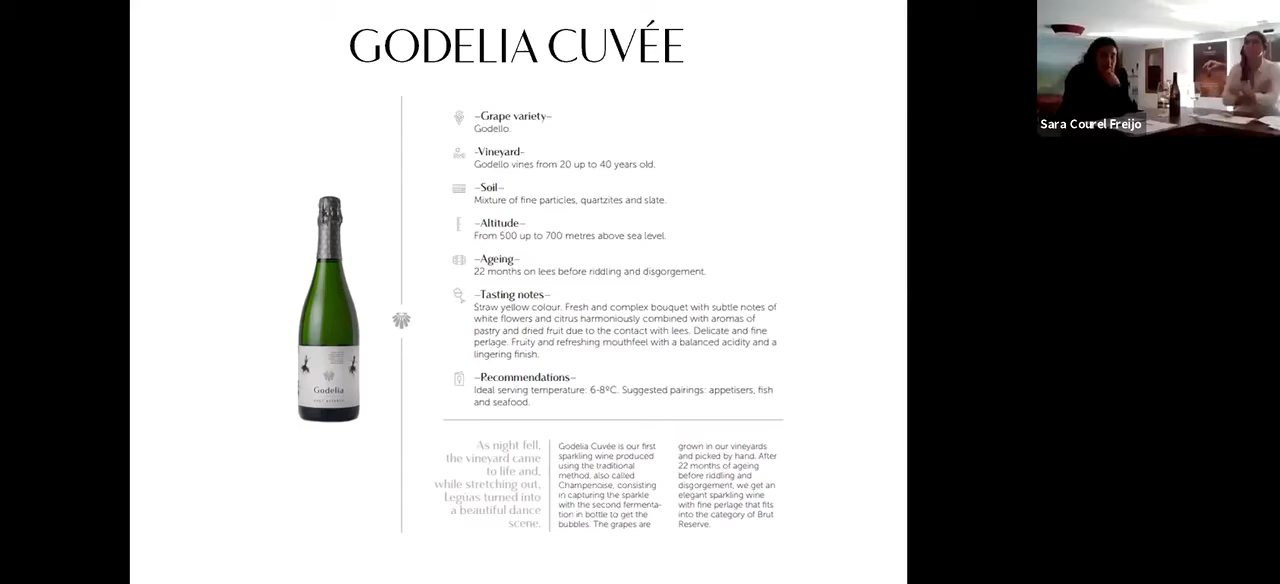 GODELIA CUVÉE
–Grape variety–
Godello.
-Vineyard-
Godello vines from 20 up to 40 years old.
–Soil–
Mixture of fine particles, quartzites and slate.
–Altitude–
From 500 up to 700 metres above sea level.
–Ageing–
22 months on lees before riddling and disgorgement.
–Tasting notes–
Straw yellow colour. Fresh and complex bouquet with subtle notes of
white flowers and citrus harmoniously combined with aromas of
pastry and dried fruit due to the contact with lees. Delicate and fine
perlage. Fruity and refreshing mouthfeel with a balanced acidity and a
lingering finish.
–Recommendations–
Ideal serving temperature: 6-8ºC. Suggested pairings: appetisers, fish
and seafood.
As night fell,
the vineyard came
to life and,
while stretching out,
Leguas turned into
a beautiful dance
scene.
Godelia Cuvée is our first
sparkling wine produced
using the traditional
method, also called
Champenoise, consisting
in capturing the sparkle
with the second fermenta-
tion in bottle to get the
bubbles. The grapes are
grown in our vineyards
and picked by hand. After
22 months of ageing
before riddling and
disgorgement, we get an
elegant sparkling wine
with fine perlage that fits
into the category of Brut
Reserve.
Godelia
BRUT RESERVE
Sara Courel Freijo